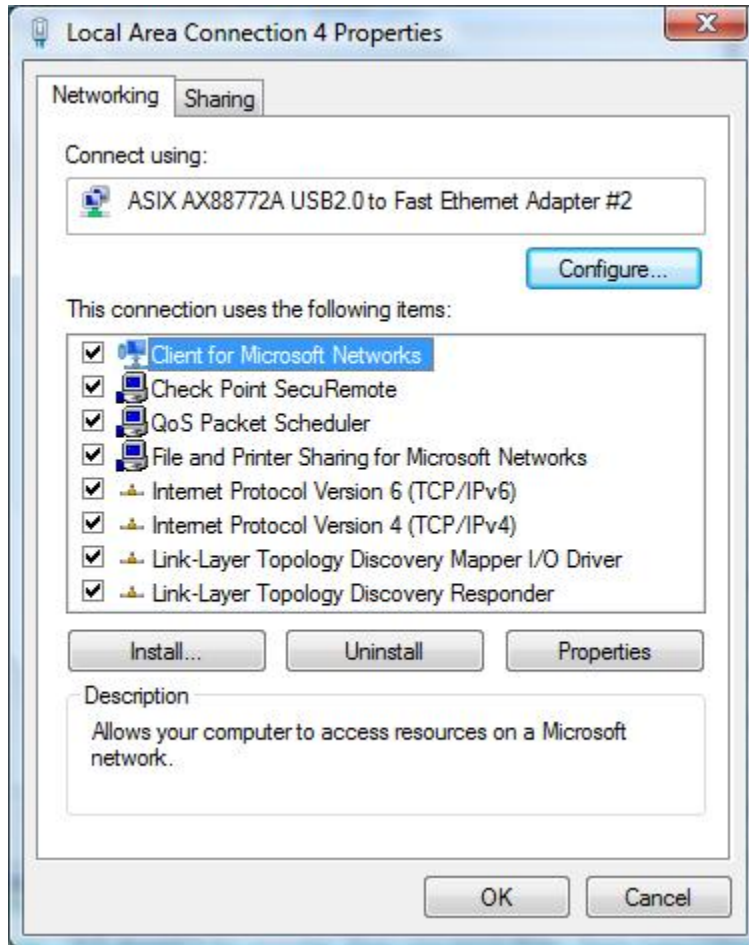 Local Area Connection 4 Properties
Networking
Sharing
Connect using:
ASIX AX88772A USB2.0 to Fast Ethernet Adapter #2
Configure...
This connection uses the following items:
Client for Microsoft Networks
Check Point SecuRemote
QoS Packet Scheduler
File and Printer Sharing for Microsoft Networks
Internet Protocol Version 6 (TCP/IPv6)
Internet Protocol Version 4 (TCP/IPv4)
Link-Layer Topology Discovery Mapper I/O Driver
Link-Layer Topology Discovery Responder
Install...
Uninstall
Properties
Description
Allows your computer to access resources on a Microsoft
network.
OK
Cancel